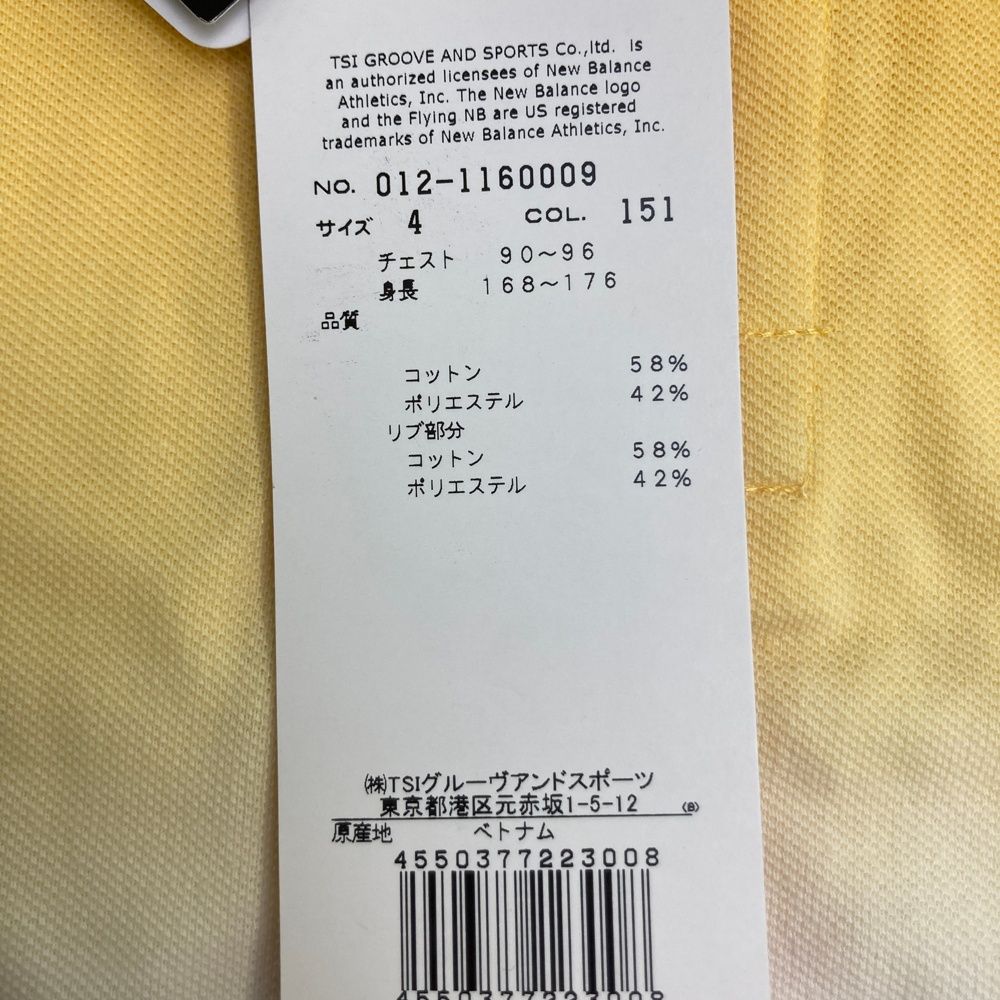 TSI GROOVE AND SPORTS Co.,ltd. is
an authorized licensees of New Balance
Athletics, Inc. The New Balance logo
and the Flying NB are US registered
trademarks of New Balance Athletics, Inc.
NO. 012-1160009
サイズ 4 COL. 151
チェスト 90～96
身長 168～176
品質
コットン 58%
ポリエステル 42%
リブ部分
コットン 58%
ポリエステル 42%
㈱TSIグルーヴアンドスポーツ
東京都港区元赤坂1-5-12 (B)
原産地 ベトナム
4550377223008
4550377223008